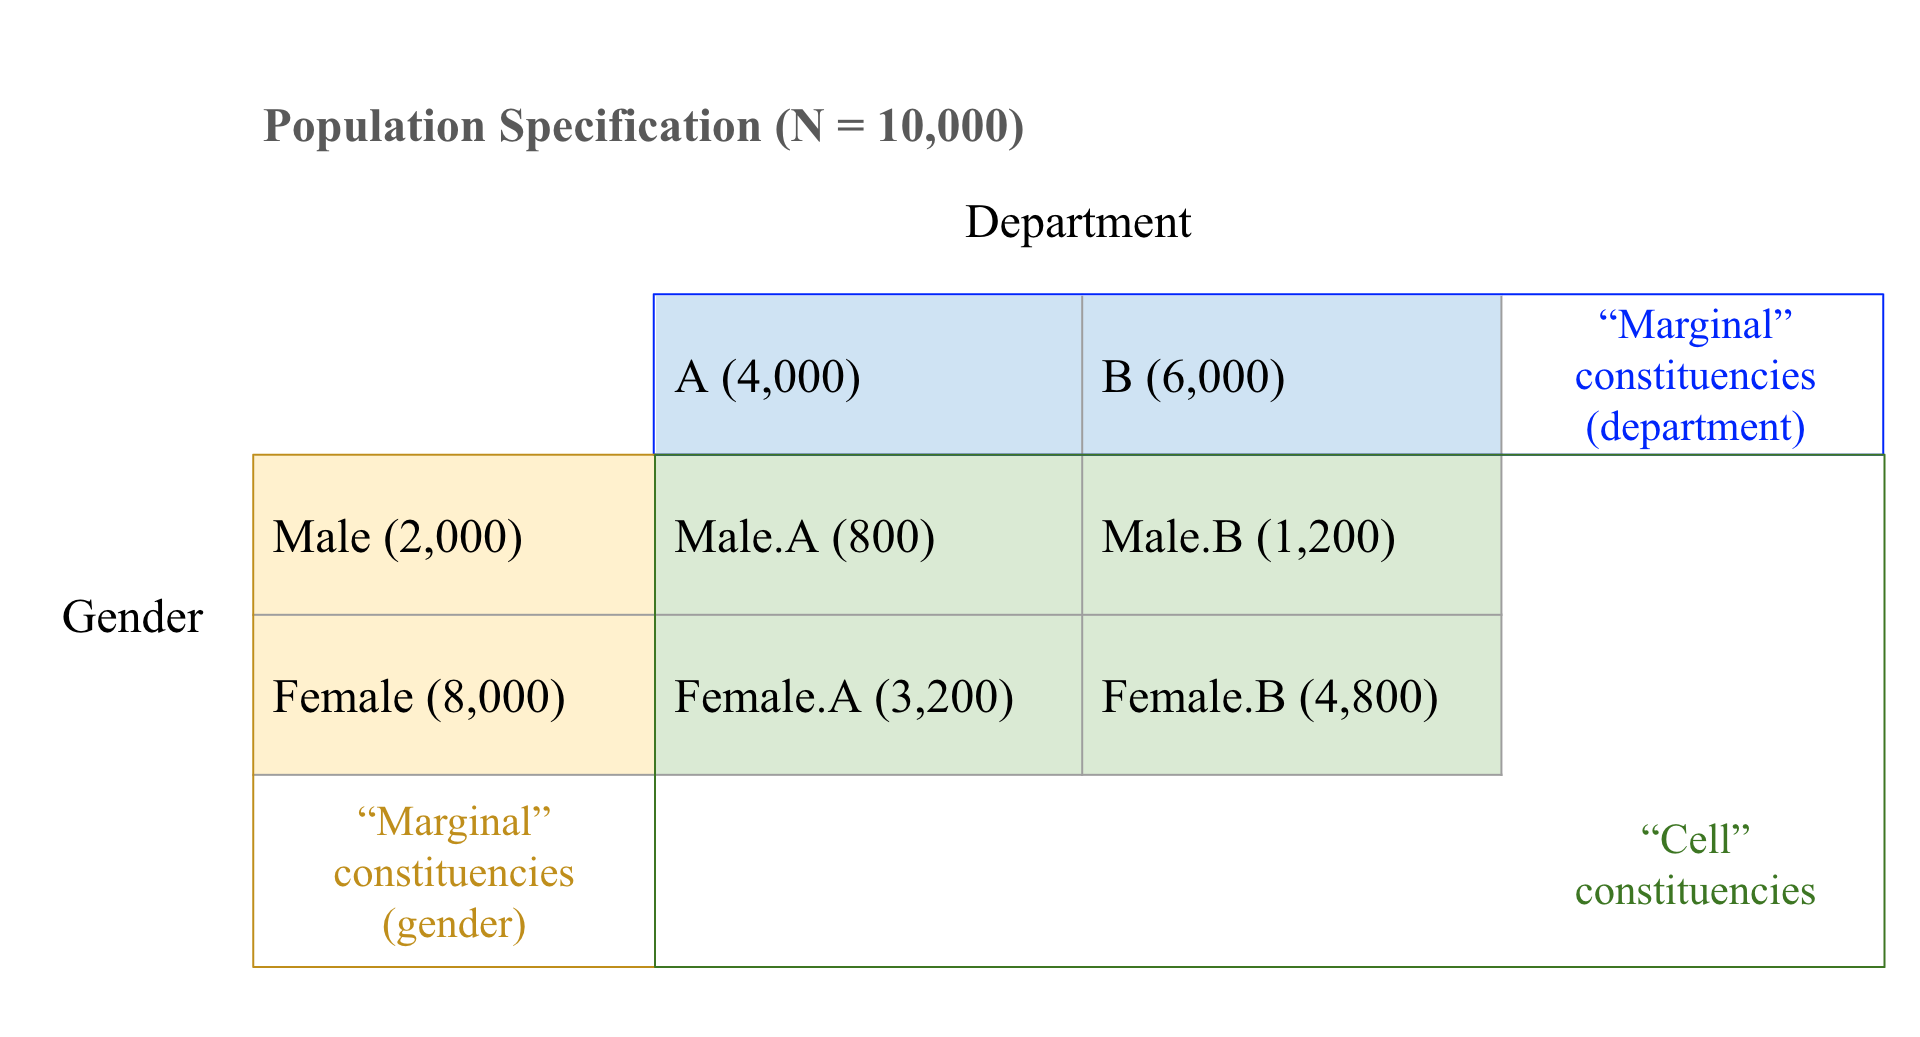 Population Specification (N = 10,000)
Department
A (4,000)
B (6,000)
“Marginal”
constituencies
(department)
Male (2,000)
Male.A (800)
Male.B (1,200)
Gender
Female (8,000)
Female.A (3,200)
Female.B (4,800)
“Marginal”
constituencies
(gender)
“Cell”
constituencies